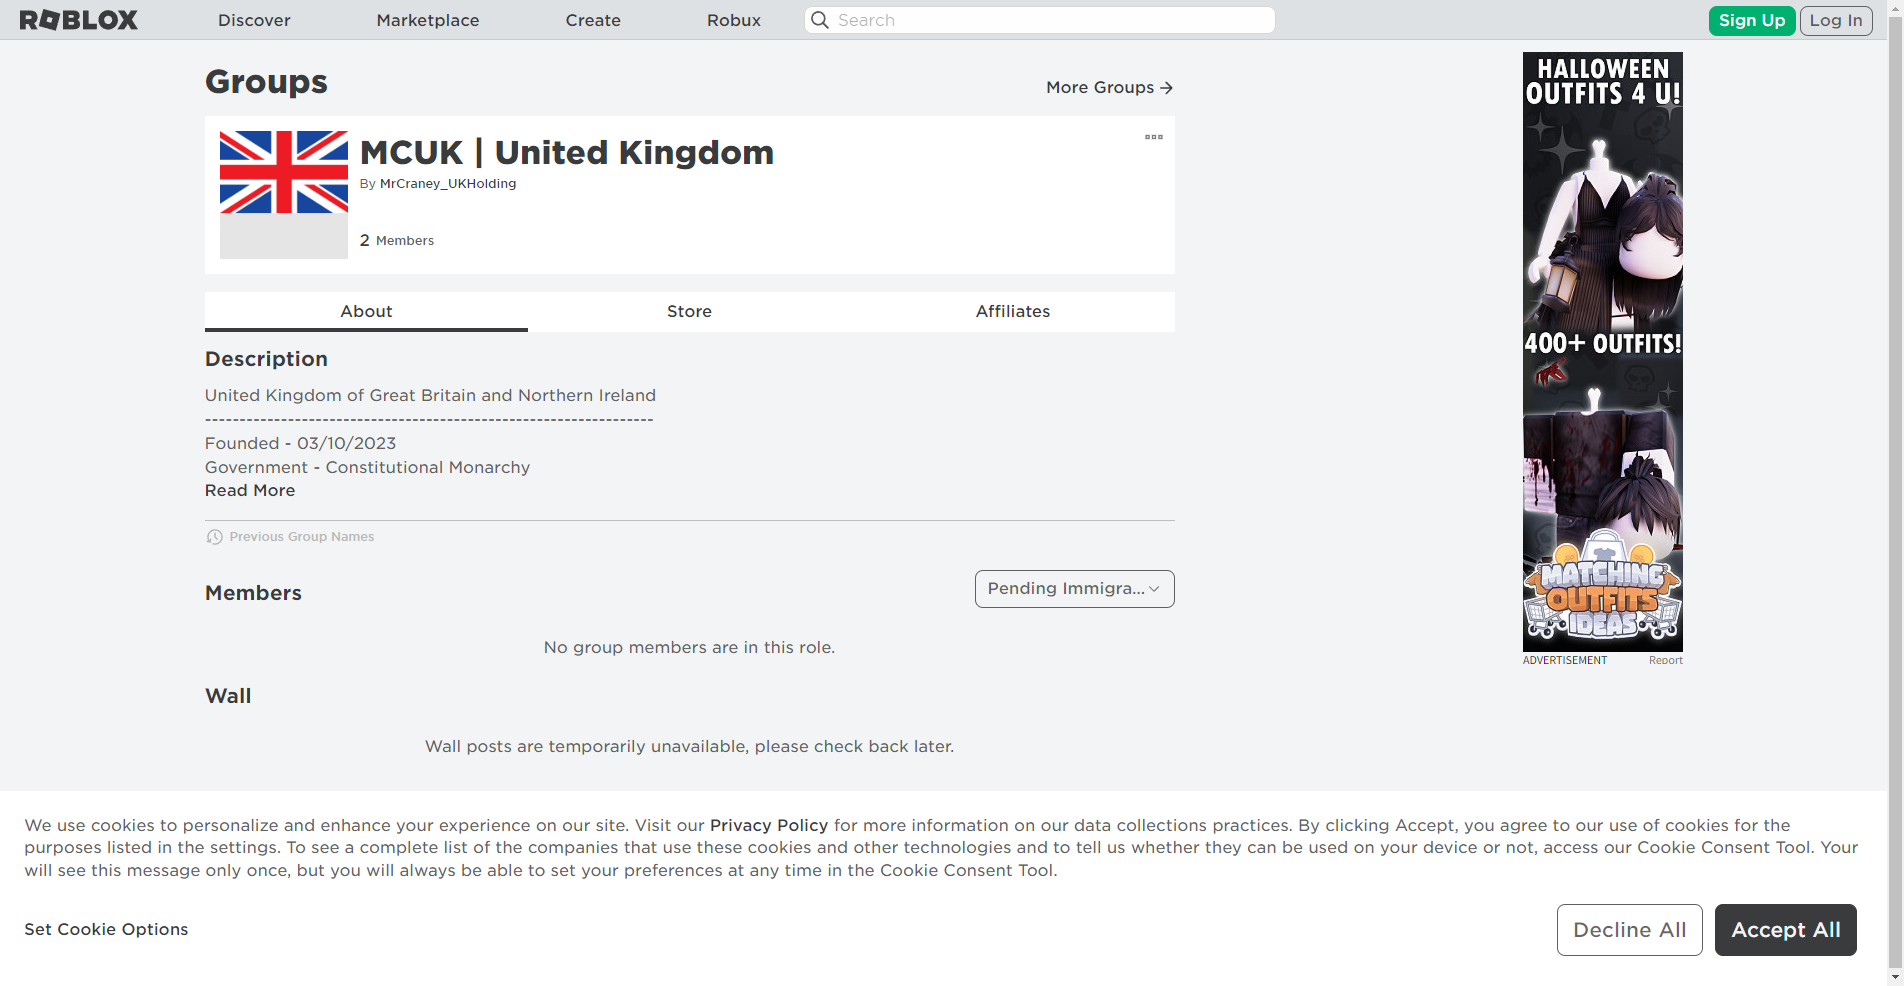 ROBLOX
Discover
Marketplace
Create
Robux
Search
Sign Up
Log In
Groups
More Groups
MCUK | United Kingdom
By MrCraney_UKHolding
2 Members
About
Store
Affiliates
Description
United Kingdom of Great Britain and Northern Ireland
-----------------------------------------------------------------
Founded - 03/10/2023
Government - Constitutional Monarchy
Read More
Previous Group Names
Members
Pending Immigra...
No group members are in this role.
Wall
Wall posts are temporarily unavailable, please check back later.
HALLOWEEN
OUTFITS 4 U!
400+ OUTFITS!
MATCHING
OUTFITS
IDEAS
ADVERTISEMENT
Report
We use cookies to personalize and enhance your experience on our site. Visit our Privacy Policy for more information on our data collections practices. By clicking Accept, you agree to our use of cookies for the
purposes listed in the settings. To see a complete list of the companies that use these cookies and other technologies and to tell us whether they can be used on your device or not, access our Cookie Consent Tool. Your
will see this message only once, but you will always be able to set your preferences at any time in the Cookie Consent Tool.
Set Cookie Options
Decline All
Accept All